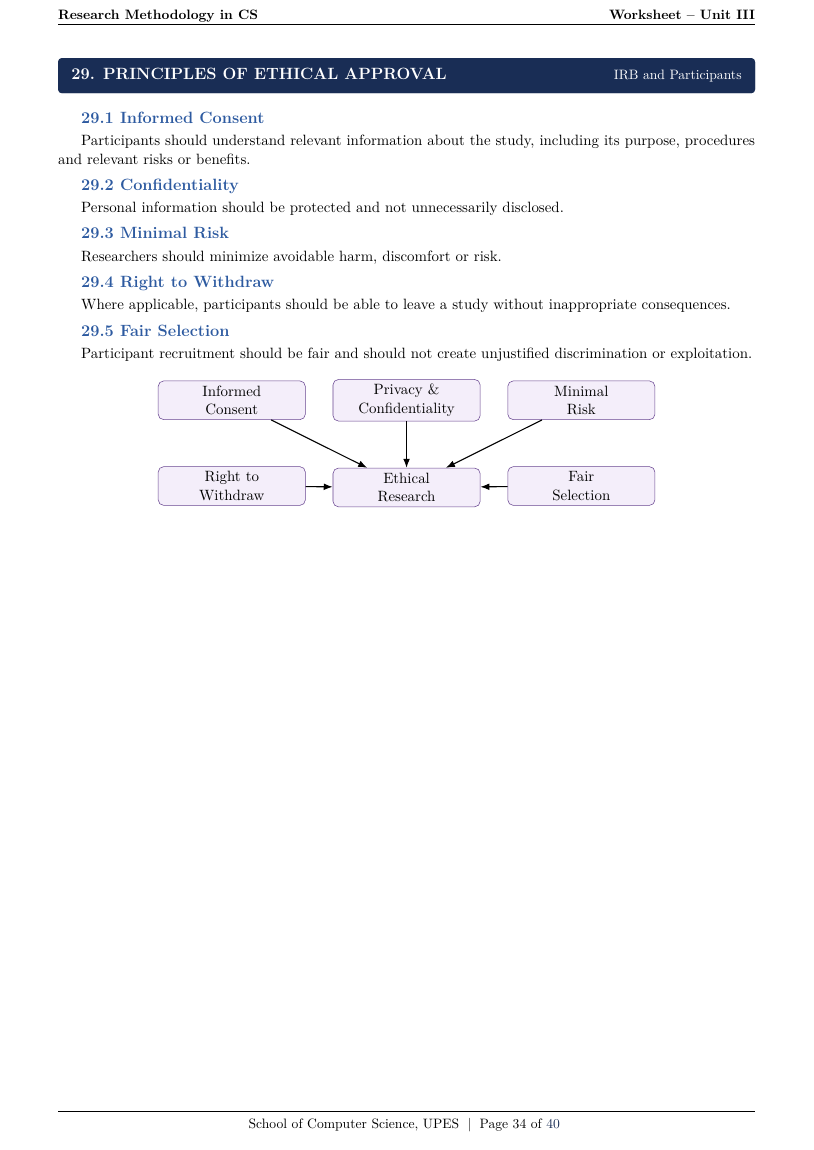 Research Methodology in CS Worksheet – Unit III
29. PRINCIPLES OF ETHICAL APPROVAL IRB and Participants
29.1 Informed Consent
Participants should understand relevant information about the study, including its purpose, procedures
and relevant risks or benefits.
29.2 Confidentiality
Personal information should be protected and not unnecessarily disclosed.
29.3 Minimal Risk
Researchers should minimize avoidable harm, discomfort or risk.
29.4 Right to Withdraw
Where applicable, participants should be able to leave a study without inappropriate consequences.
29.5 Fair Selection
Participant recruitment should be fair and should not create unjustified discrimination or exploitation.
Informed
Consent
Privacy &
Confidentiality
Minimal
Risk
Right to
Withdraw
Ethical
Research
Fair
Selection
School of Computer Science, UPES | Page 34 of 40